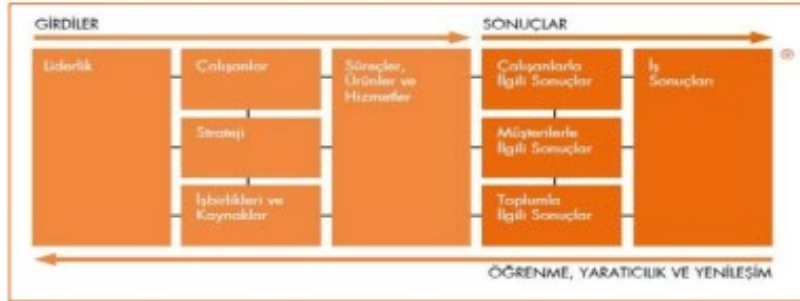 GİRDİLER
SONUÇLAR
Liderlik
Çalışanlar
Süreçler,
Ürünler ve
Hizmetler
Çalışanlarla
İlgili Sonuçlar
İş
Sonuçları
®
Strateji
Müşterilerle
İlgili Sonuçlar
İşbirlikleri ve
Kaynaklar
Toplumla
İlgili Sonuçlar
ÖĞRENME, YARATICILIK VE YENİLEŞİM